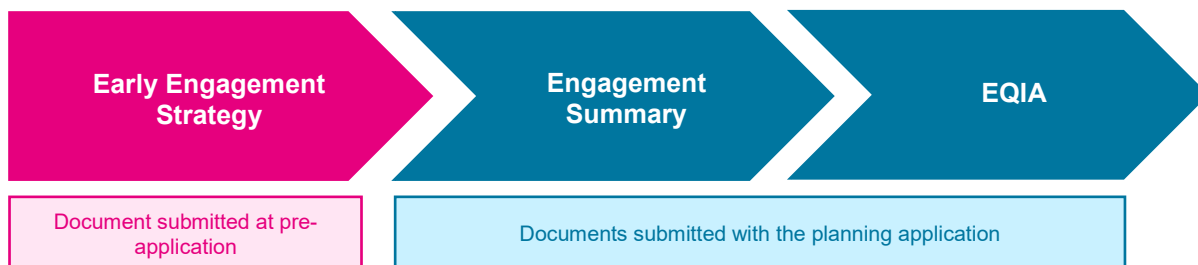 Early Engagement
Strategy
Engagement
Summary
EQIA
Document submitted at pre-
application
Documents submitted with the planning application